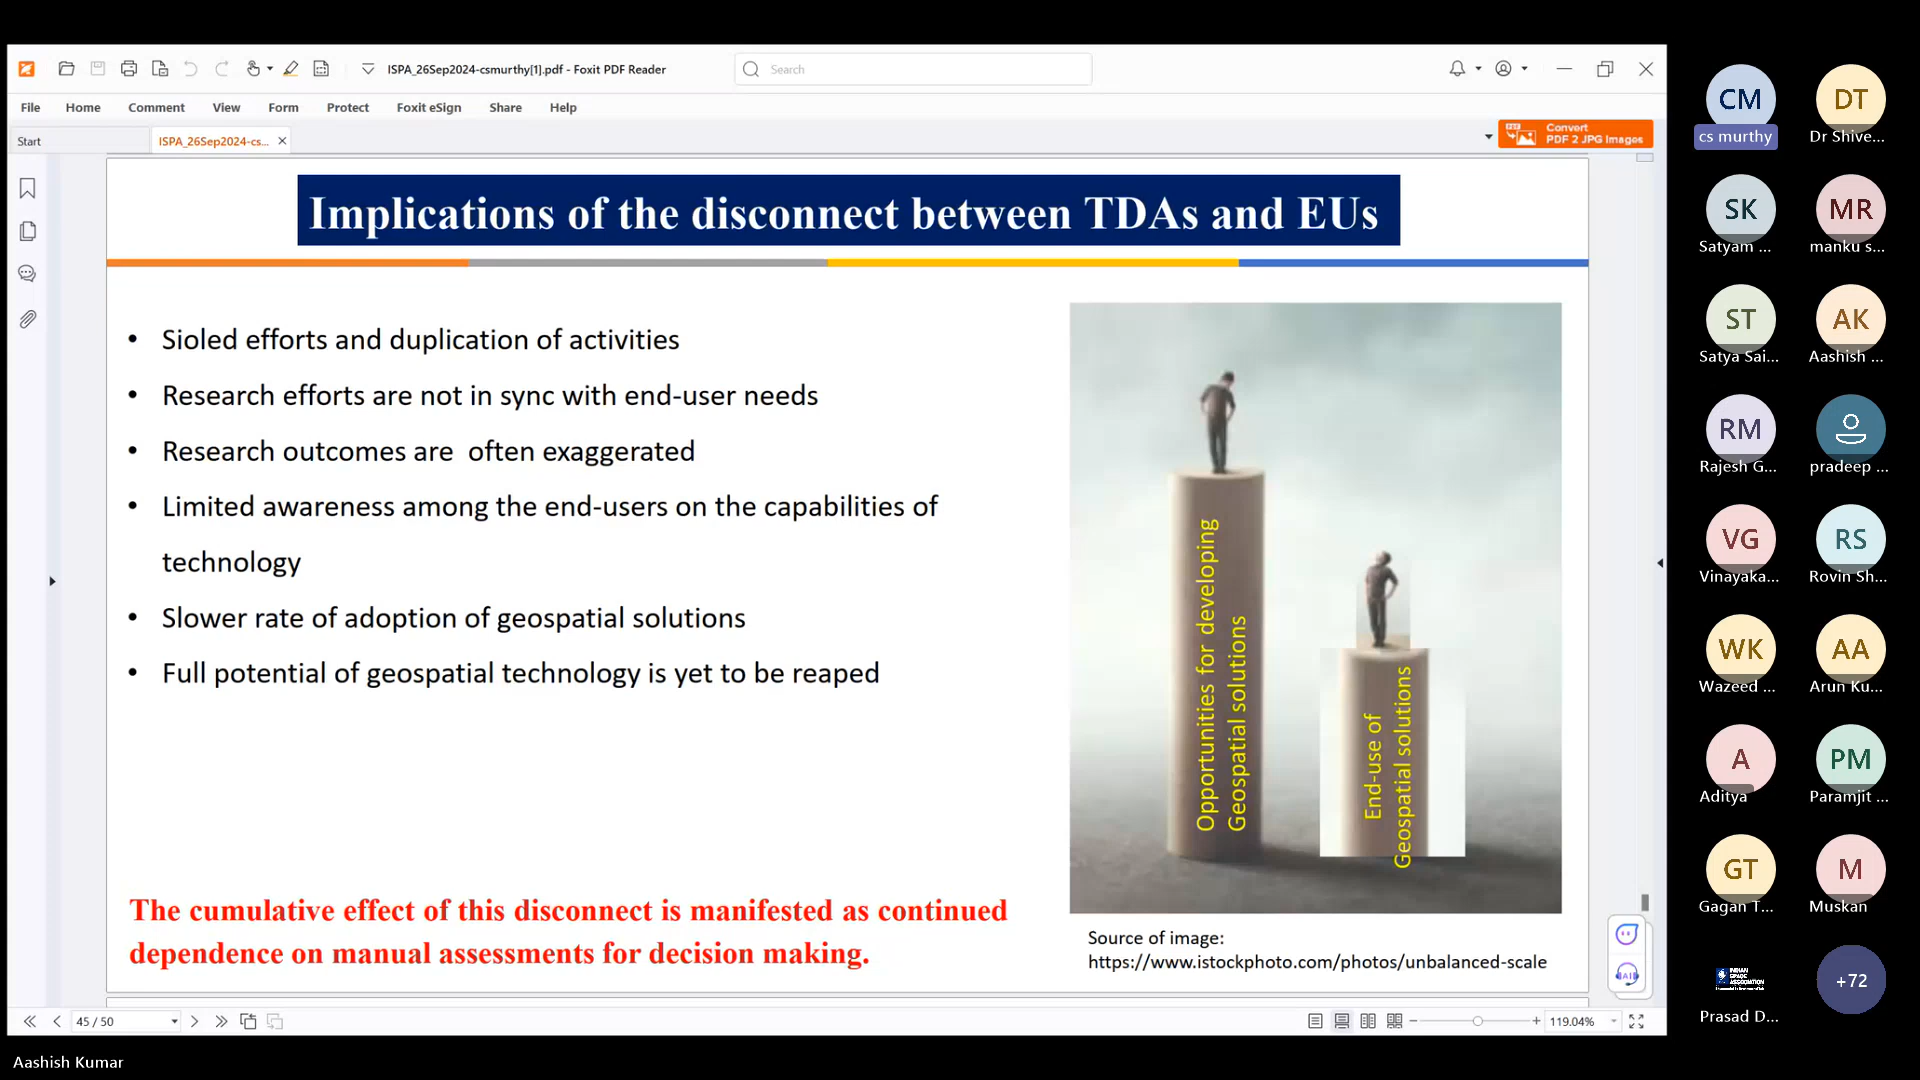 ISPA_26Sep2024-csmurthy[1].pdf - Foxit PDF Reader
Search
File Home Comment View Form Protect Foxit eSign Share Help
Start
ISPA_26Sep2024-cs...
Convert
PDF 2 JPG Images
Implications of the disconnect between TDAs and EUs
• Sioled efforts and duplication of activities
• Research efforts are not in sync with end-user needs
• Research outcomes are often exaggerated
• Limited awareness among the end-users on the capabilities of
technology
• Slower rate of adoption of geospatial solutions
• Full potential of geospatial technology is yet to be reaped
Opportunities for developing
Geospatial solutions
End-use of
Geospatial solutions
The cumulative effect of this disconnect is manifested as continued
dependence on manual assessments for decision making.
Source of image:
https://www.istockphoto.com/photos/unbalanced-scale
45 / 50
119.04%
Aashish Kumar
CM
cs murthy
DT
Dr Shive...
SK
Satyam ...
MR
manku s...
ST
Satya Sai...
AK
Aashish ...
RM
Rajesh G...
pradeep ...
VG
Vinayaka...
RS
Rovin Sh...
WK
Wazeed ...
AA
Arun Ku...
A
Aditya
PM
Paramjit ...
GT
Gagan T...
M
Muskan
INDIAN
SPACE
ASSOCIATION
Prasad D...
+72